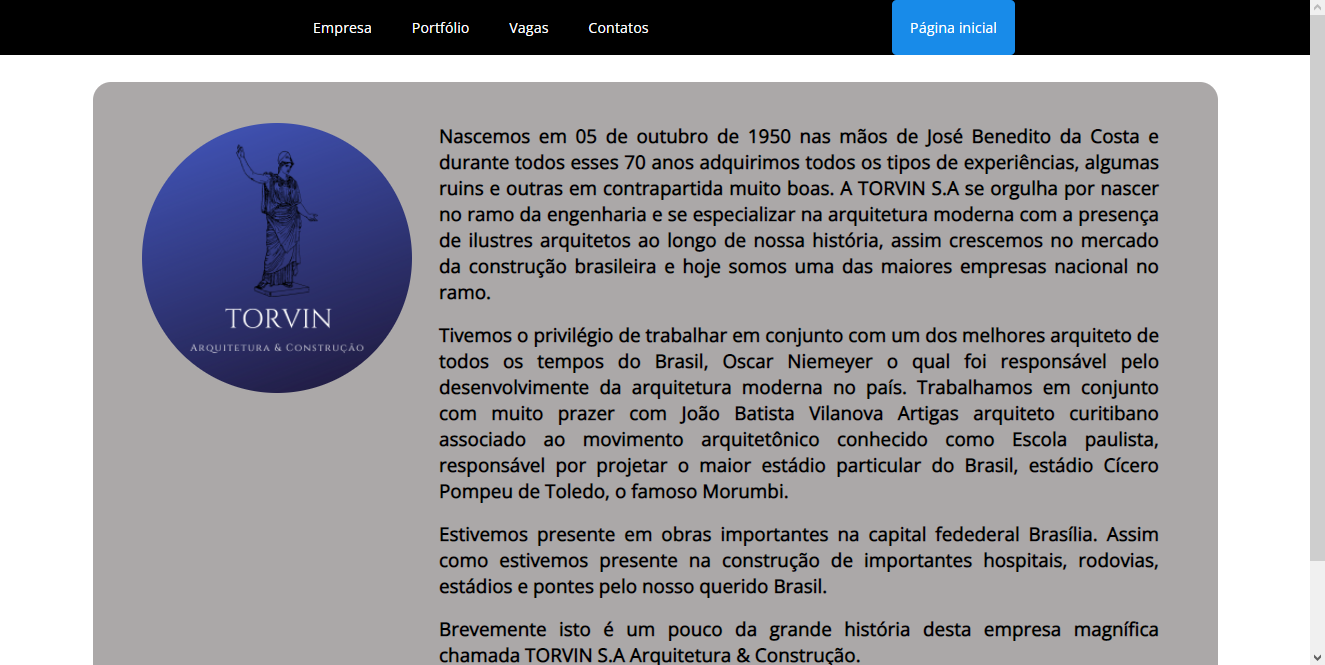 Empresa Portfólio Vagas Contatos Página inicial
TORVIN
ARQUITETURA & CONSTRUÇÃO
Nascemos em 05 de outubro de 1950 nas mãos de José Benedito da Costa e
durante todos esses 70 anos adquirimos todos os tipos de experiências, algumas
ruins e outras em contrapartida muito boas. A TORVIN S.A se orgulha por nascer
no ramo da engenharia e se especializar na arquitetura moderna com a presença
de ilustres arquitetos ao longo de nossa história, assim crescemos no mercado
da construção brasileira e hoje somos uma das maiores empresas nacional no
ramo.
Tivemos o privilégio de trabalhar em conjunto com um dos melhores arquiteto de
todos os tempos do Brasil, Oscar Niemeyer o qual foi responsável pelo
desenvolvimento da arquitetura moderna no país. Trabalhamos em conjunto
com muito prazer com João Batista Vilanova Artigas arquiteto curitibano
associado ao movimento arquitetônico conhecido como Escola paulista,
responsável por projetar o maior estádio particular do Brasil, estádio Cícero
Pompeu de Toledo, o famoso Morumbi.
Estivemos presente em obras importantes na capital fedederal Brasília. Assim
como estivemos presente na construção de importantes hospitais, rodovias,
estádios e pontes pelo nosso querido Brasil.
Brevemente isto é um pouco da grande história desta empresa magnífica
chamada TORVIN S.A Arquitetura & Construção.